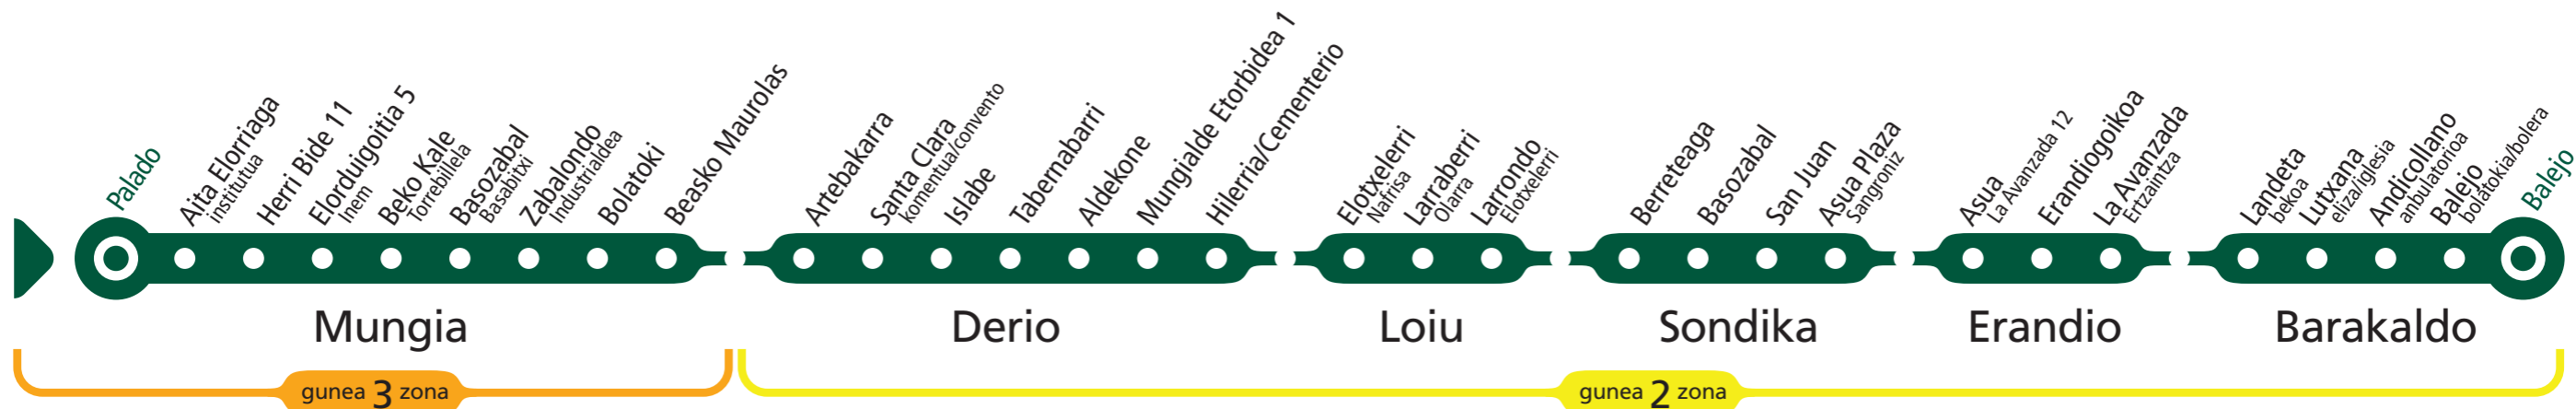 Palado
Aita Elorriaga
institutua
Herri Bide 11
Elorduigoitia 5
Inem
Beko Kale
Torrebillela
Basozabal
Basabitxi
Zabalondo
Industrialdea
Bolatoki
Beasko Maurolas
Artebakarra
Santa Clara
komentua/convento
Islabe
Tabernabarri
Aldekone
Mungialde Etorbidea 1
Hilerria/Cementerio
Elotxelerri
Nafrisa
Larraberri
Olarra
Larrondo
Elotxelerri
Berreteaga
Basozabal
San Juan
Asua Plaza
Sangroniz
Asua
La Avanzada 12
Erandiogoikoa
La Avanzada
Ertzaintza
Landeta
bekoa
Lutxana
eliza/iglesia
Andicollano
anbulatorioa
Balejo
bolatokia/bolera
Balejo
Mungia
Derio
Loiu
Sondika
Erandio
Barakaldo
gunea 3 zona
gunea 2 zona